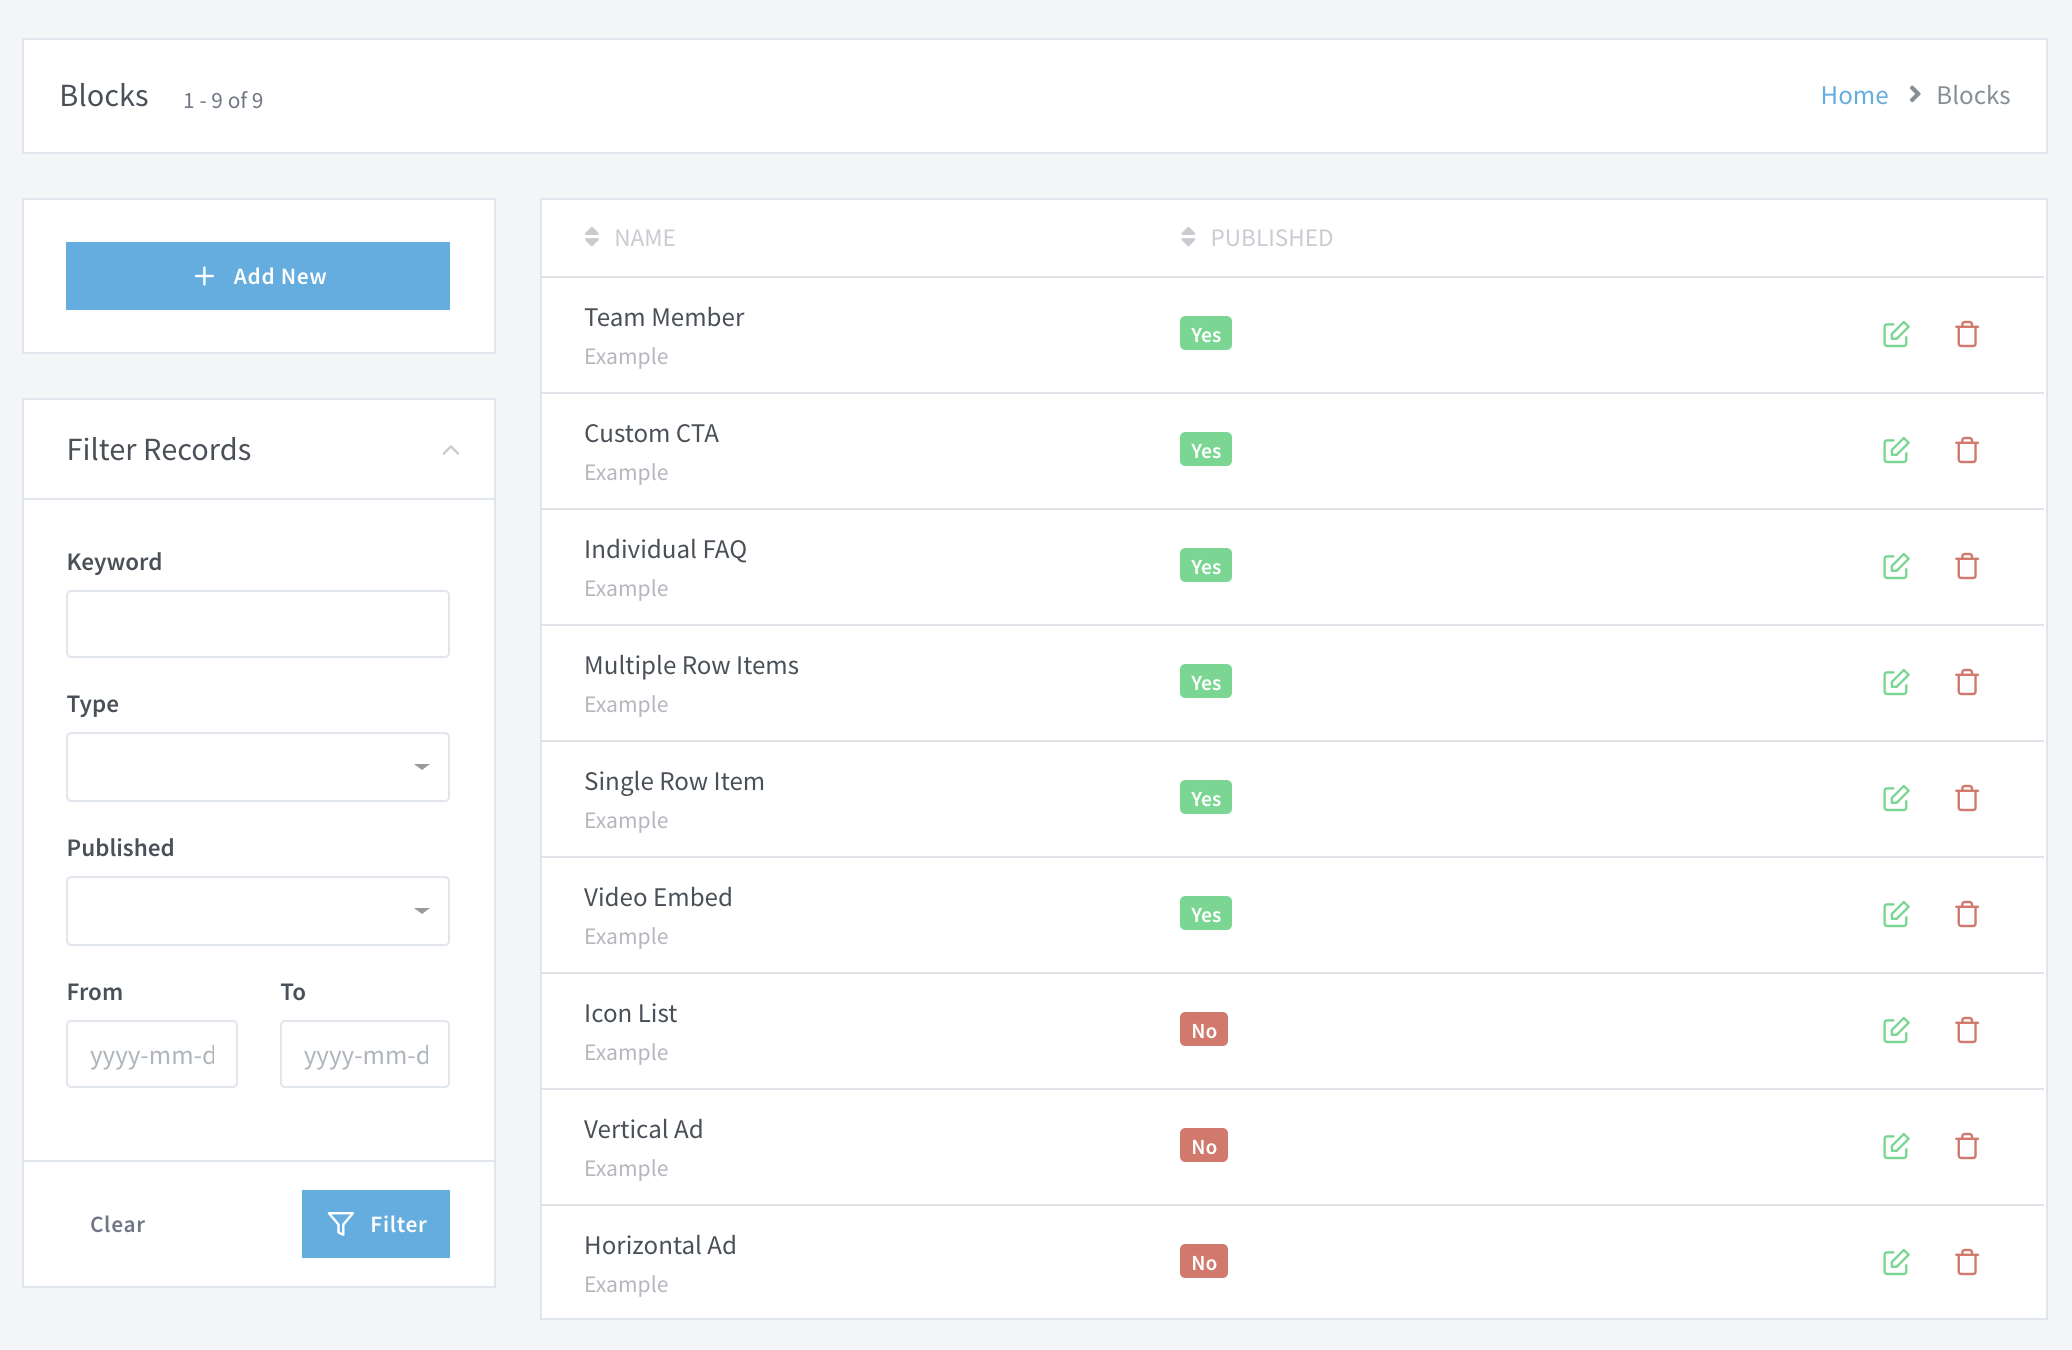 Blocks 1 - 9 of 9
Home Blocks
Add New
Filter Records
Keyword
Type
Published
From To
yyyy-mm-d yyyy-mm-d
Clear Filter
NAME PUBLISHED
Team Member
Example
Yes
Custom CTA
Example
Yes
Individual FAQ
Example
Yes
Multiple Row Items
Example
Yes
Single Row Item
Example
Yes
Video Embed
Example
Yes
Icon List
Example
No
Vertical Ad
Example
No
Horizontal Ad
Example
No